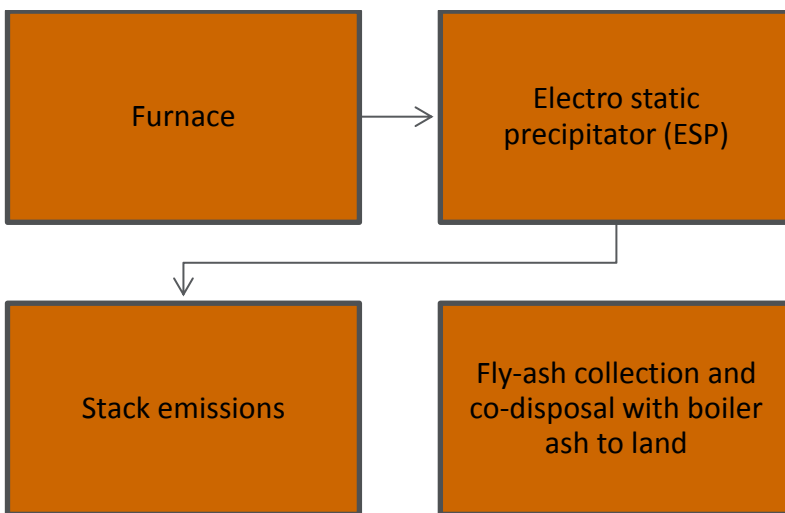 Furnace
Electro static
precipitator (ESP)
Stack emissions
Fly-ash collection and
co-disposal with boiler
ash to land